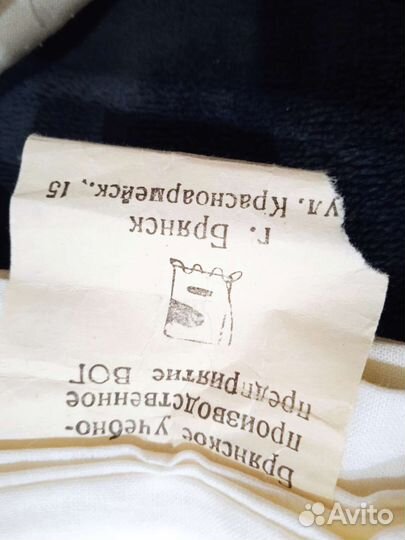 Брянское учебно-
производственное
предприятие ВОГ
г. Брянск
ул. Красноармейск., 15
Avito